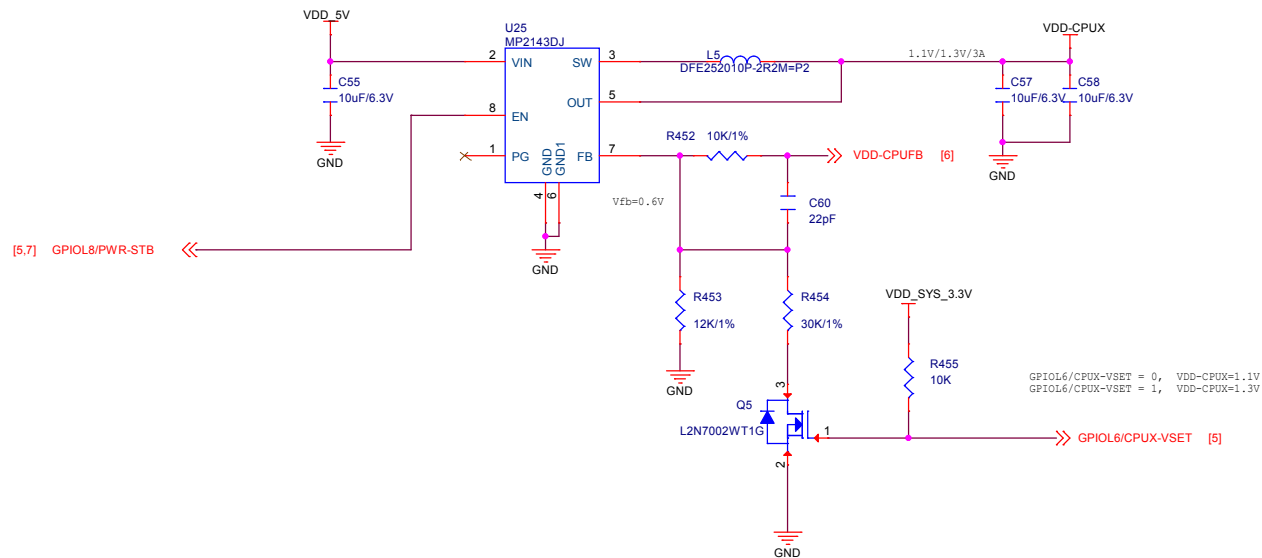 VDD_5V
U25
MP2143DJ
2
VIN
SW
3
L5
DFE252010P-2R2M=P2
1.1V/1.3V/3A
VDD-CPUX
C55
10uF/6.3V
GND
8
EN
OUT
5
C57
10uF/6.3V
C58
10uF/6.3V
GND
1
PG
GND
GND1
FB
7
4
6
GND
R452
10K/1%
VDD-CPUFB
[6]
Vfb=0.6V
C60
22pF
[5,7]
GPIOL8/PWR-STB
R453
12K/1%
GND
R454
30K/1%
VDD_SYS_3.3V
R455
10K
GPIOL6/CPUX-VSET = 0, VDD-CPUX=1.1V
GPIOL6/CPUX-VSET = 1, VDD-CPUX=1.3V
3
Q5
L2N7002WT1G
1
2
GPIOL6/CPUX-VSET
[5]
GND